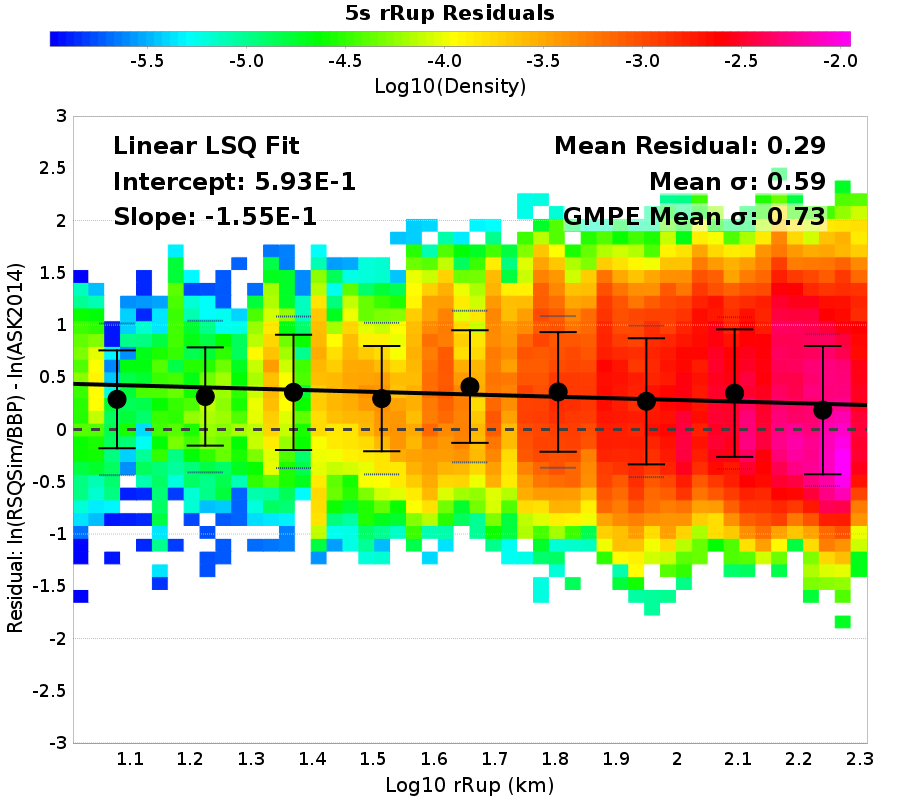 5s rRup Residuals
-5.5 -5.0 -4.5 -4.0 -3.5 -3.0 -2.5 -2.0
Log10(Density)
Linear LSQ Fit
Intercept: 5.93E-1
Slope: -1.55E-1
Mean Residual: 0.29
Mean σ: 0.59
GMPE Mean σ: 0.73
Residual: ln(RSQSim/BBP) - ln(ASK2014)
3
2.5
2
1.5
1
0.5
0
-0.5
-1
-1.5
-2
-2.5
-3
1.1 1.2 1.3 1.4 1.5 1.6 1.7 1.8 1.9 2 2.1 2.2 2.3
Log10 rRup (km)